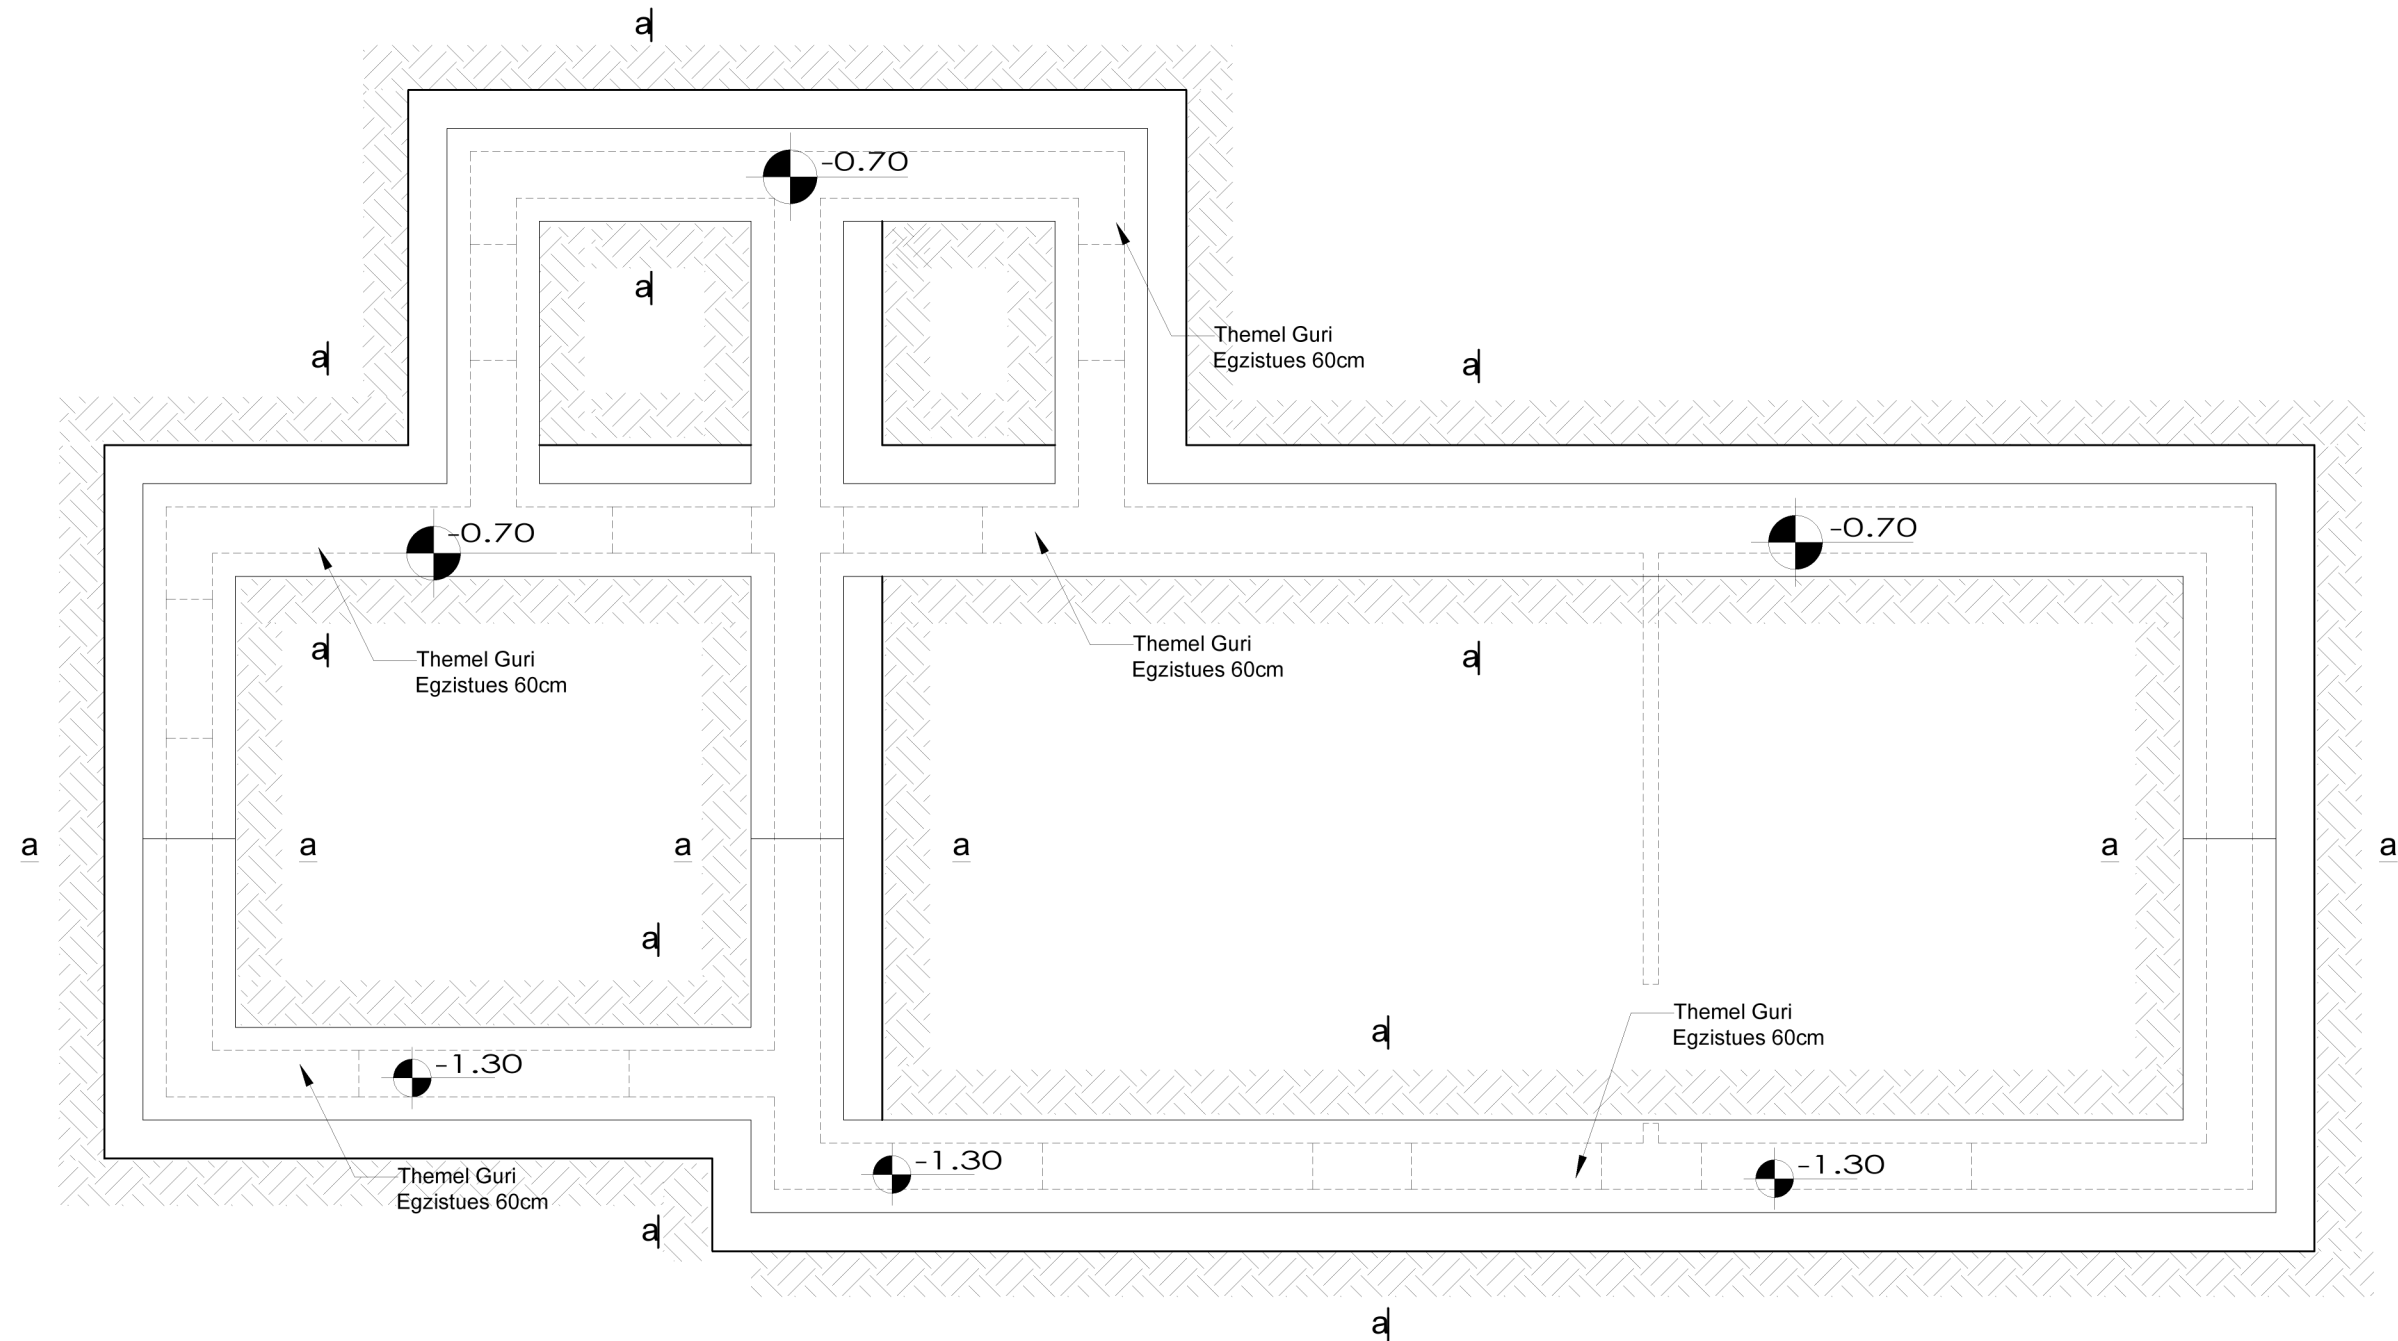 a
-0.70
a
Themel Guri
Egzistues 60cm
a
a
-0.70
-0.70
Themel Guri
Egzistues 60cm
a
Themel Guri
Egzistues 60cm
a
a
a
a
a
a
a
a
Themel Guri
Egzistues 60cm
a
-1.30
-1.30
-1.30
Themel Guri
Egzistues 60cm
a
a